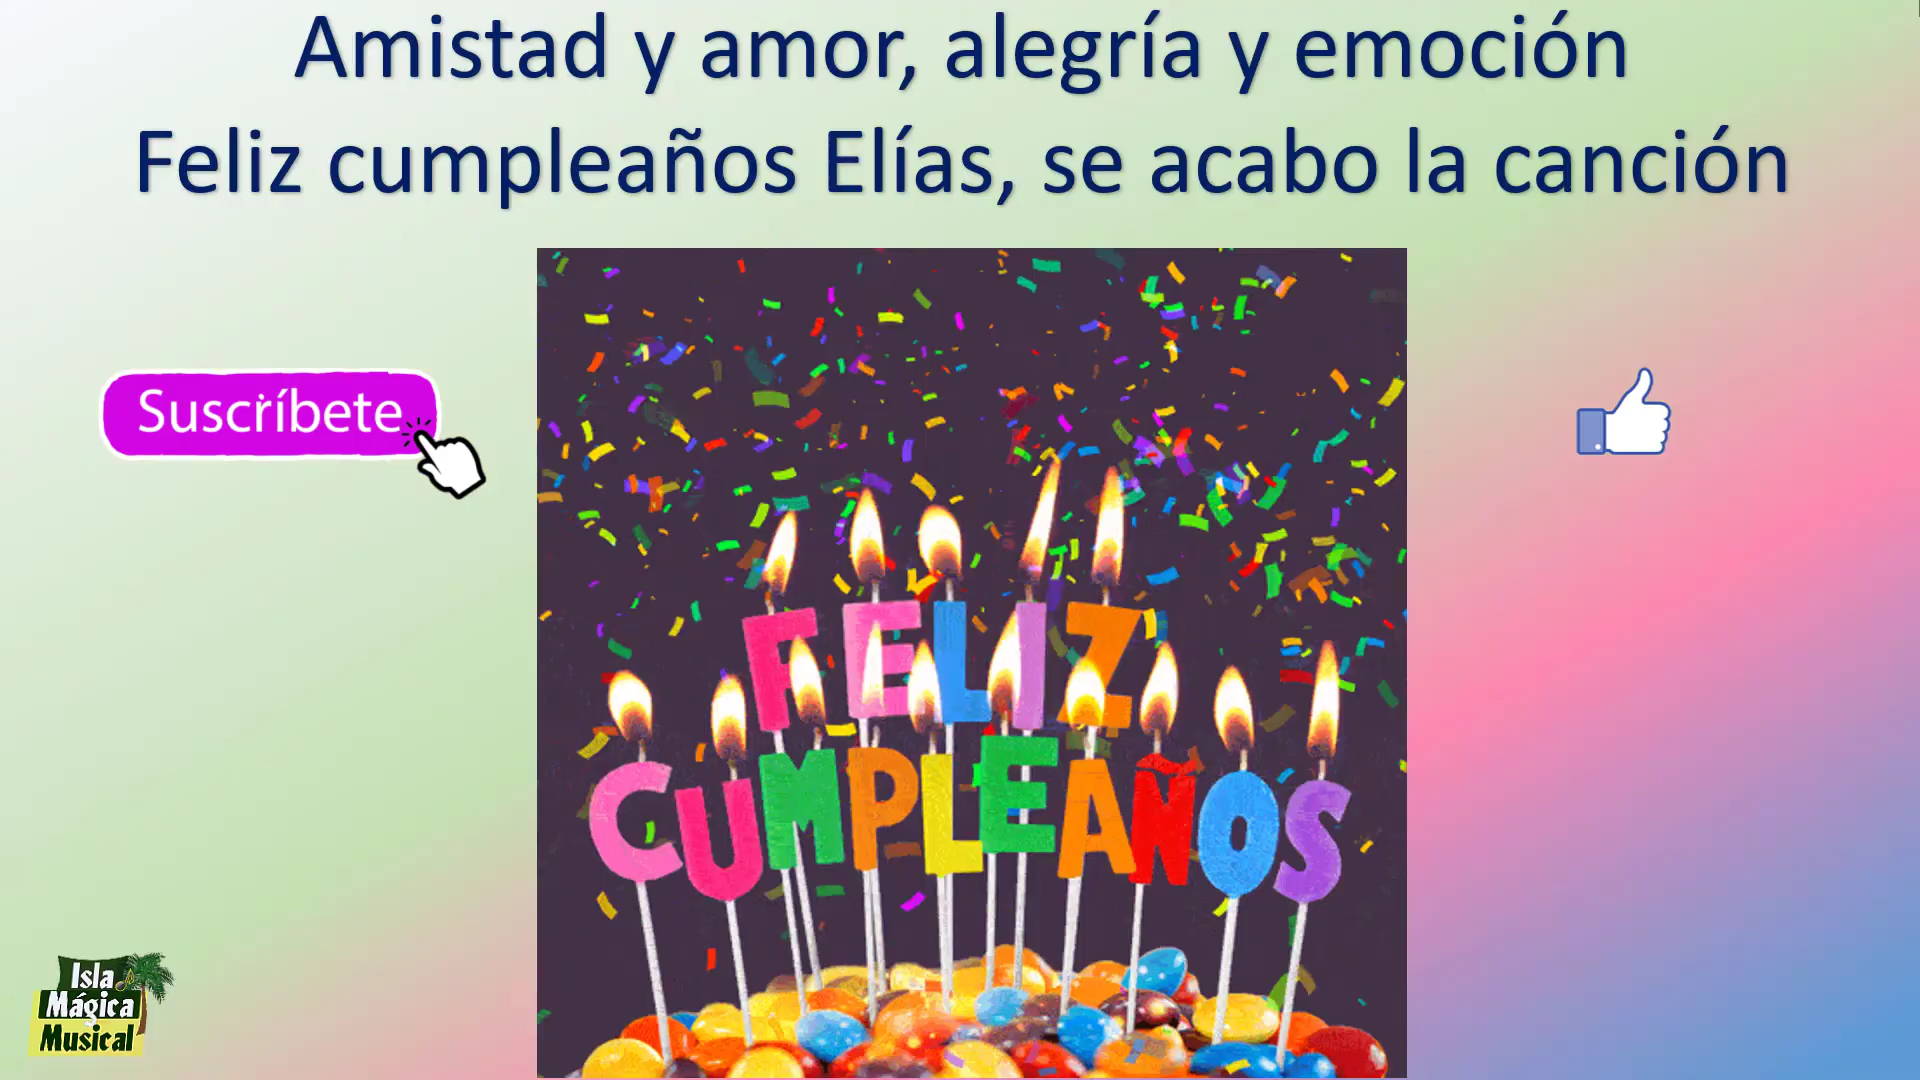 Amistad y amor, alegría y emoción
Feliz cumpleaños Elías, se acabo la canción
Suscríbete
FELIZ
CUMPLEAÑOS
Isla
Mágica
Musical